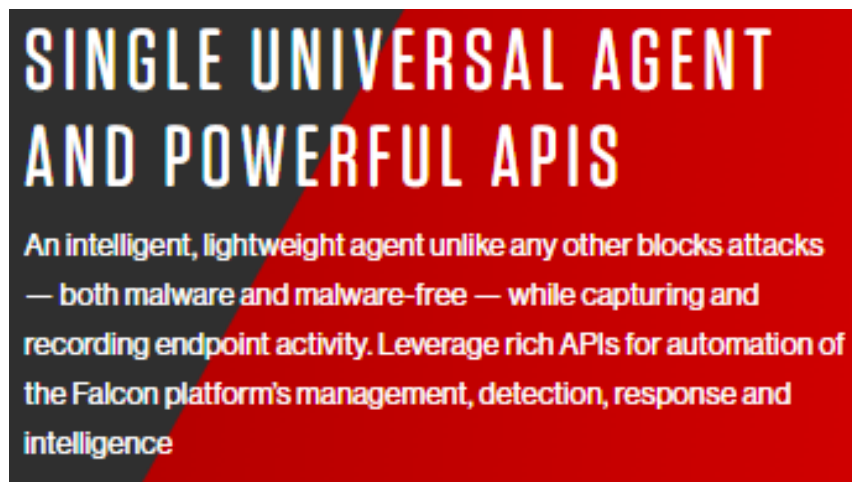 SINGLE UNIVERSAL AGENT
AND POWERFUL APIS
An intelligent, lightweight agent unlike any other blocks attacks
— both malware and malware-free — while capturing and
recording endpoint activity. Leverage rich APIs for automation of
the Falcon platform's management, detection, response and
intelligence